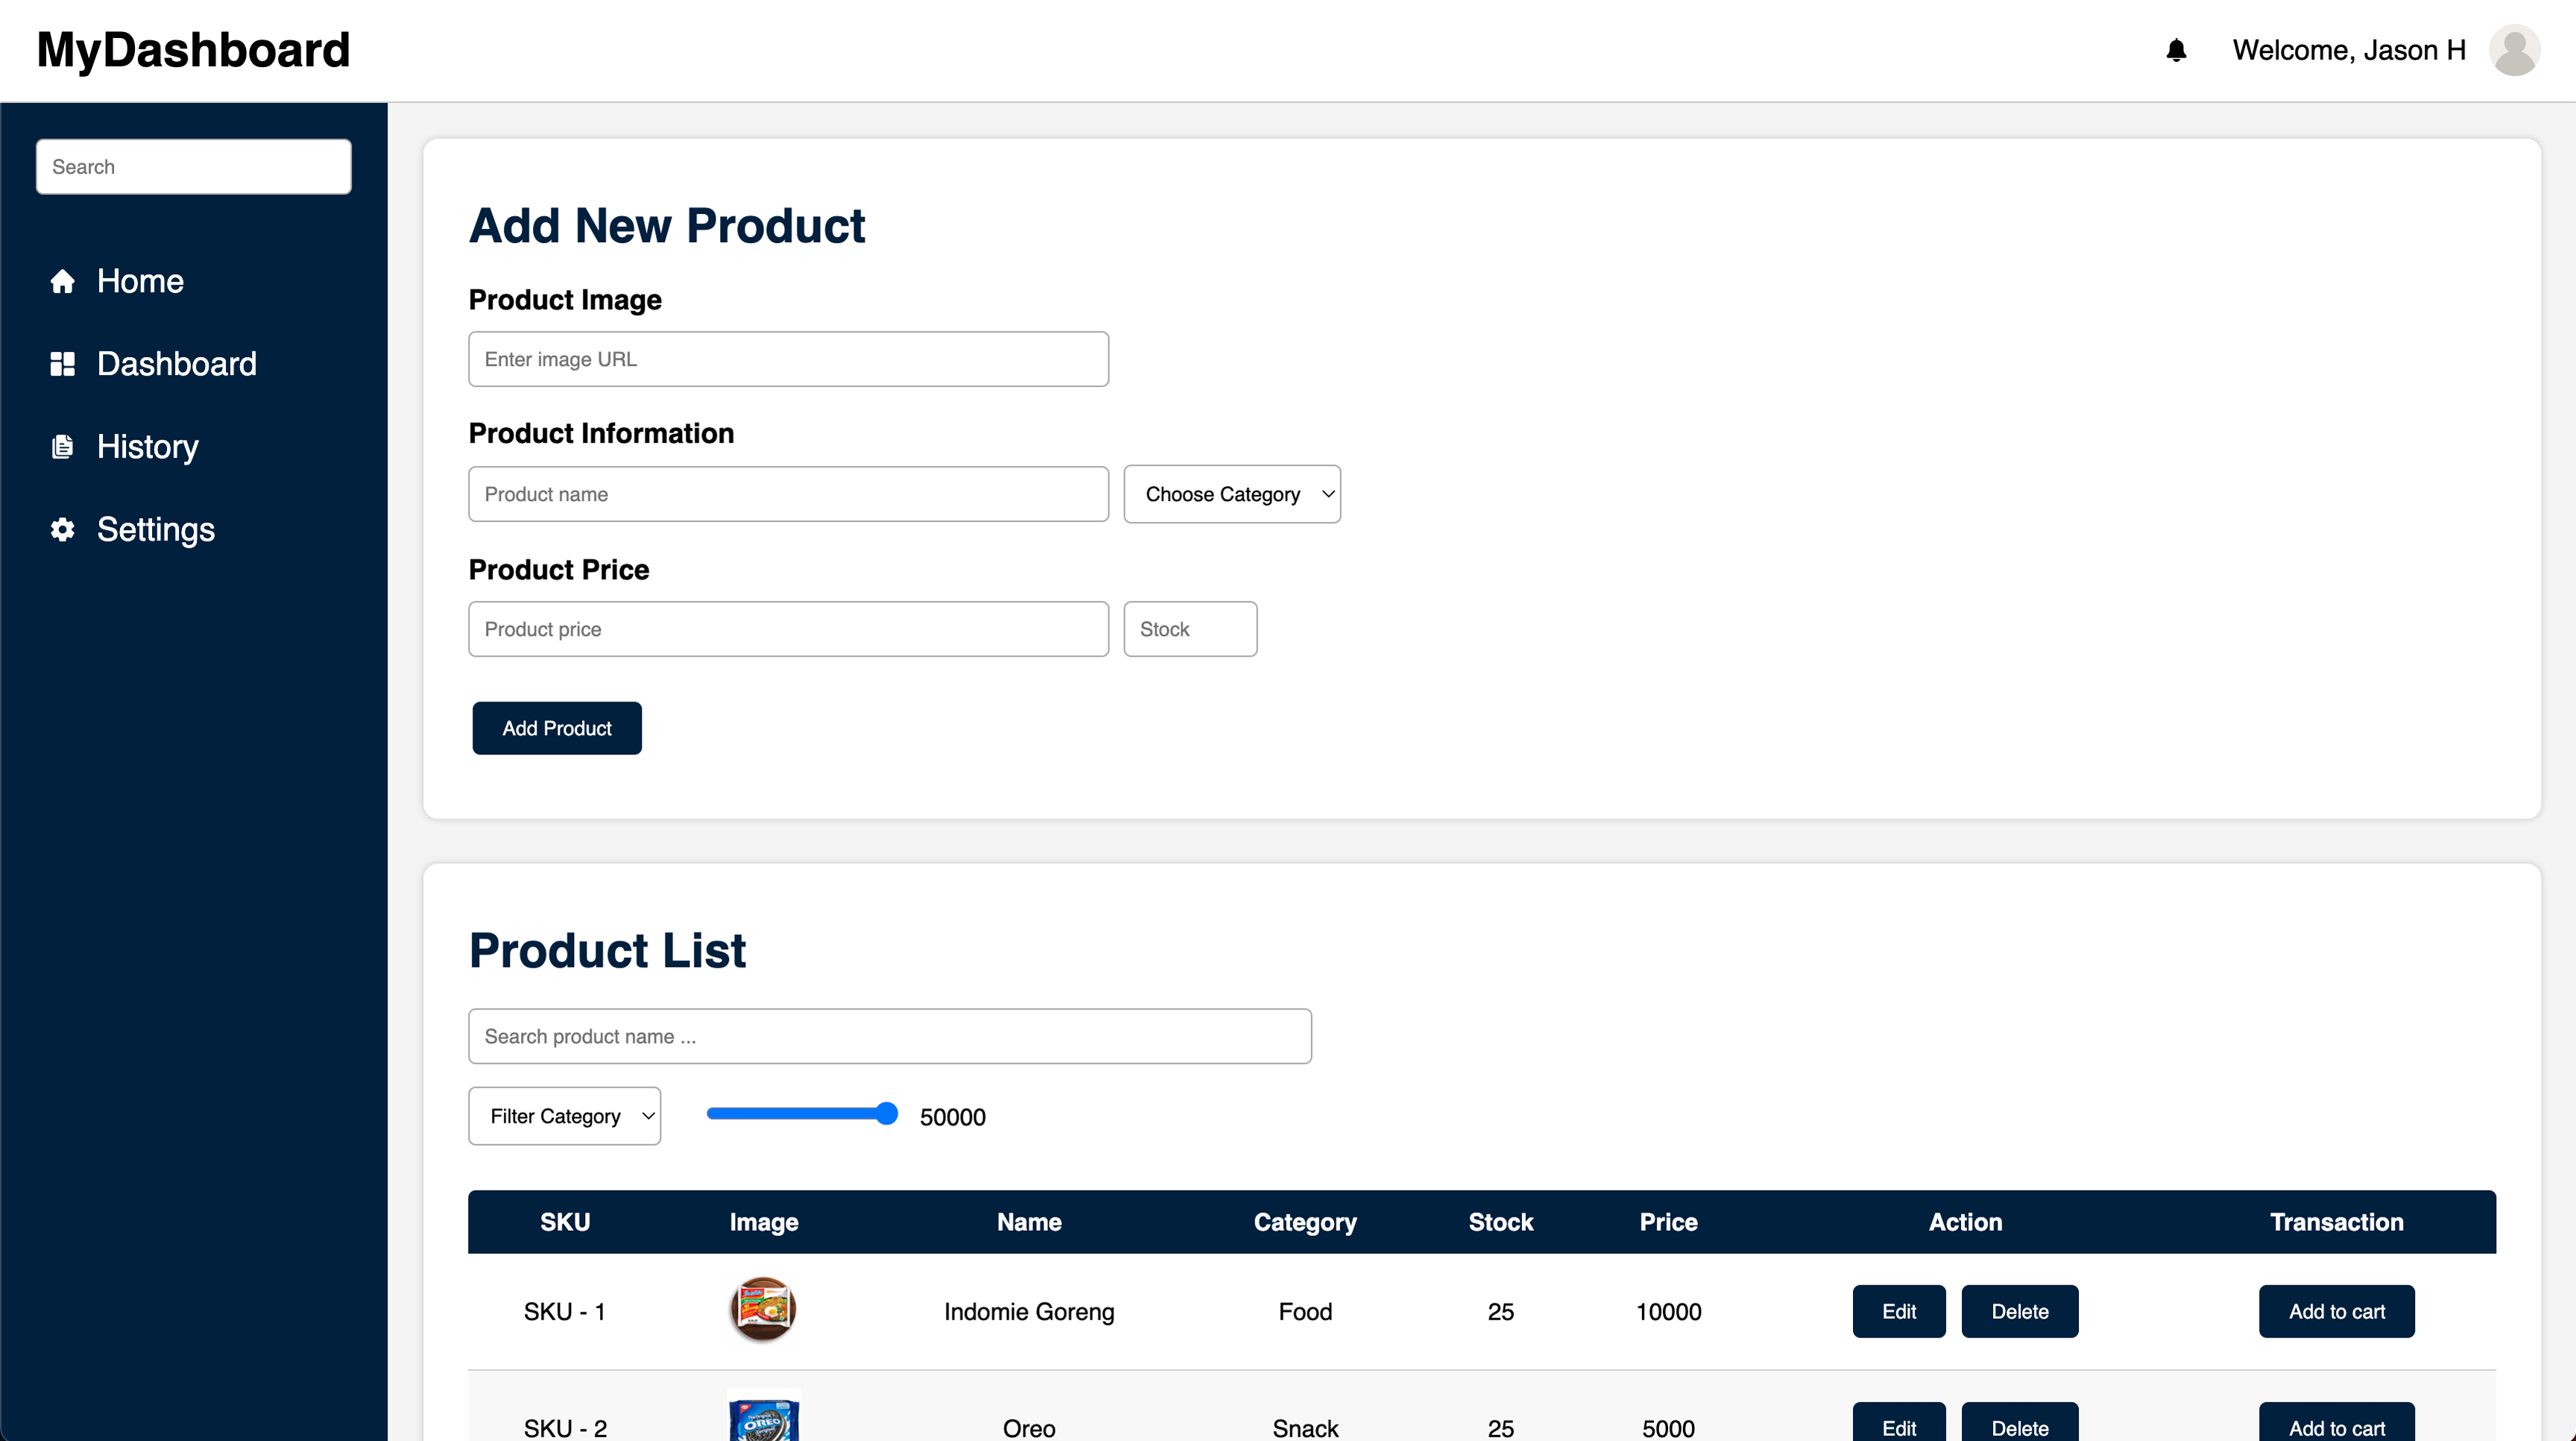 MyDashboard
Welcome, Jason H
Search
Home
Dashboard
History
Settings
Add New Product
Product Image
Enter image URL
Product Information
Product name
Choose Category
Product Price
Product price
Stock
Add Product
Product List
Search product name ...
Filter Category
50000
SKU Image Name Category Stock Price Action Transaction
SKU - 1 Indomie Goreng Food 25 10000 Edit Delete Add to cart
OREO
SKU - 2 Oreo Snack 25 5000 Edit Delete Add to cart